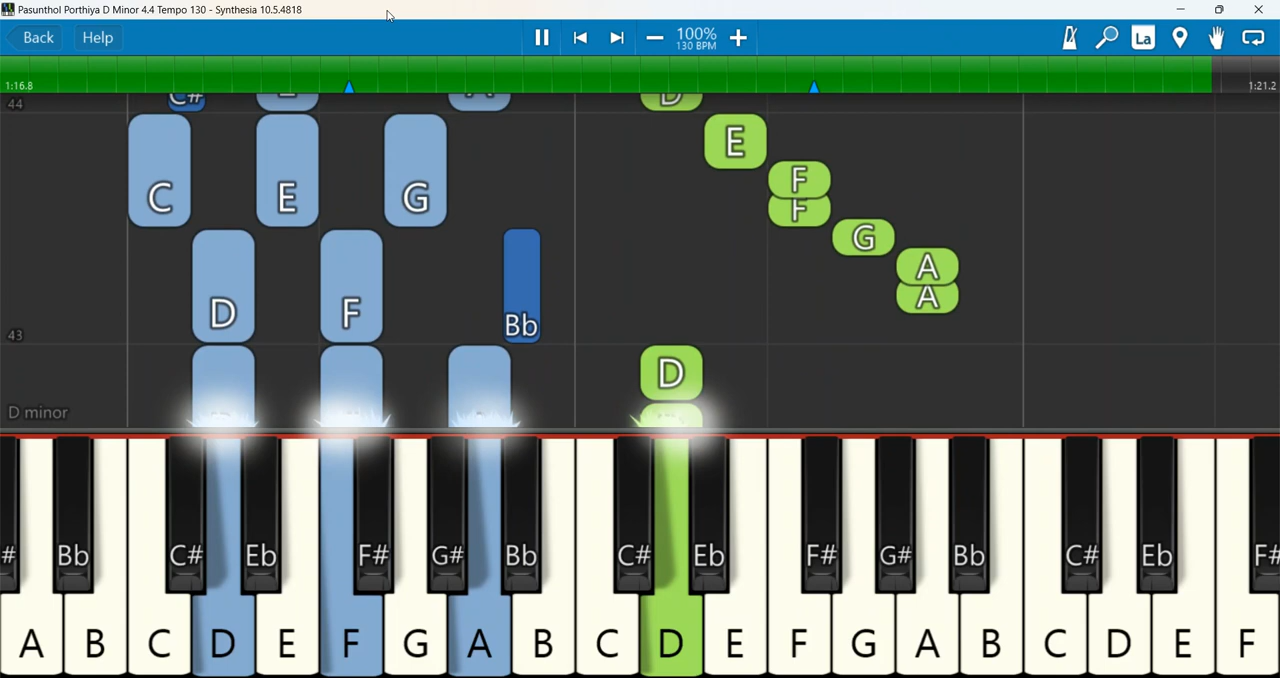 Pasunthol Porthiya D Minor 4.4 Tempo 130 - Synthesia 10.5.4818
Back Help 100% La
130 BPM
1:16.8 1:21.2
44 C# D
C E G E
F
F
G
D F Bb A
A
43
D
D minor
# Bb C# Eb F# G# Bb C# Eb F# G# Bb C# Eb F#
A B C D E F G A B C D E F G A B C D E F